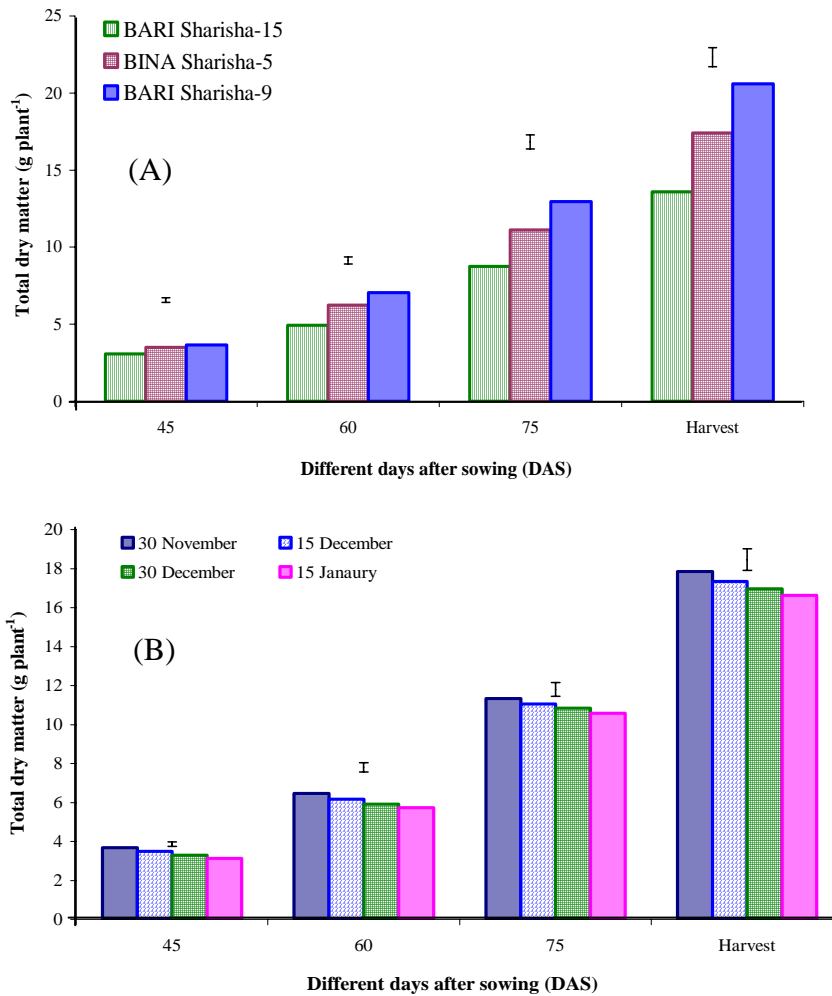 25
20
15
10
5
0
Total dry matter (g plant-1)
BARI Sharisha-15
BINA Sharisha-5
BARI Sharisha-9
(A)
45 60 75 Harvest
Different days after sowing (DAS)
20
18
16
14
12
10
8
6
4
2
0
Total dry matter (g plant-1)
30 November 15 December
30 December 15 Janaury
(B)
45 60 75 Harvest
Different days after sowing (DAS)